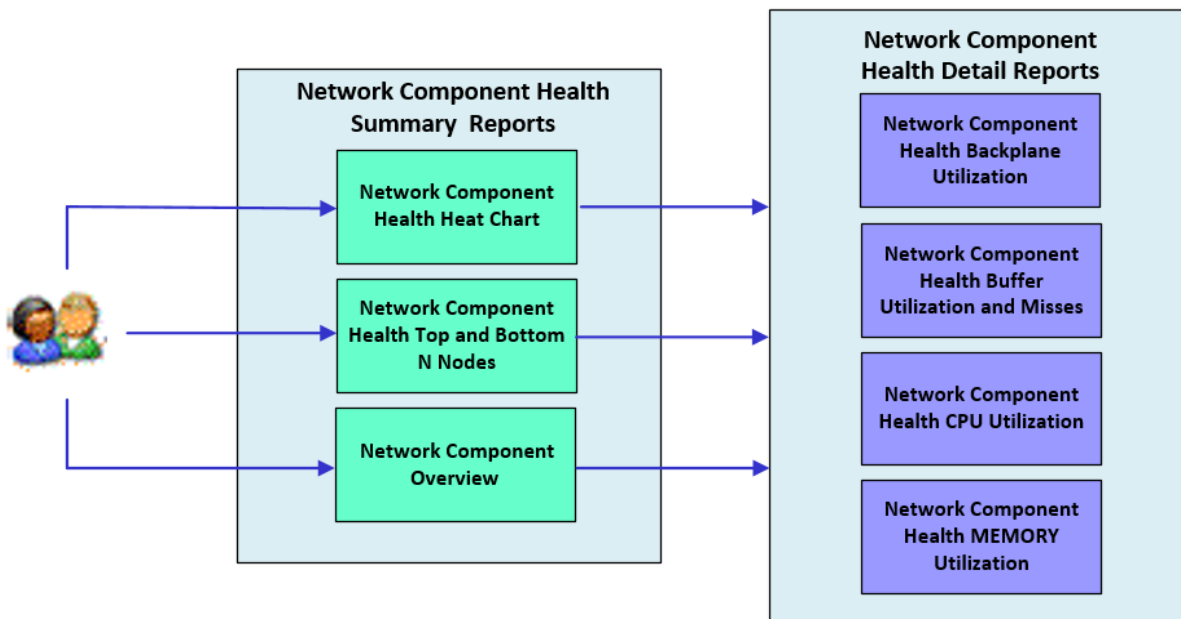 Network Component Health
Summary Reports
Network Component
Health Heat Chart
Network Component
Health Top and Bottom
N Nodes
Network Component
Overview
Network Component
Health Detail Reports
Network Component
Health Backplane
Utilization
Network Component
Health Buffer
Utilization and Misses
Network Component
Health CPU Utilization
Network Component
Health MEMORY
Utilization